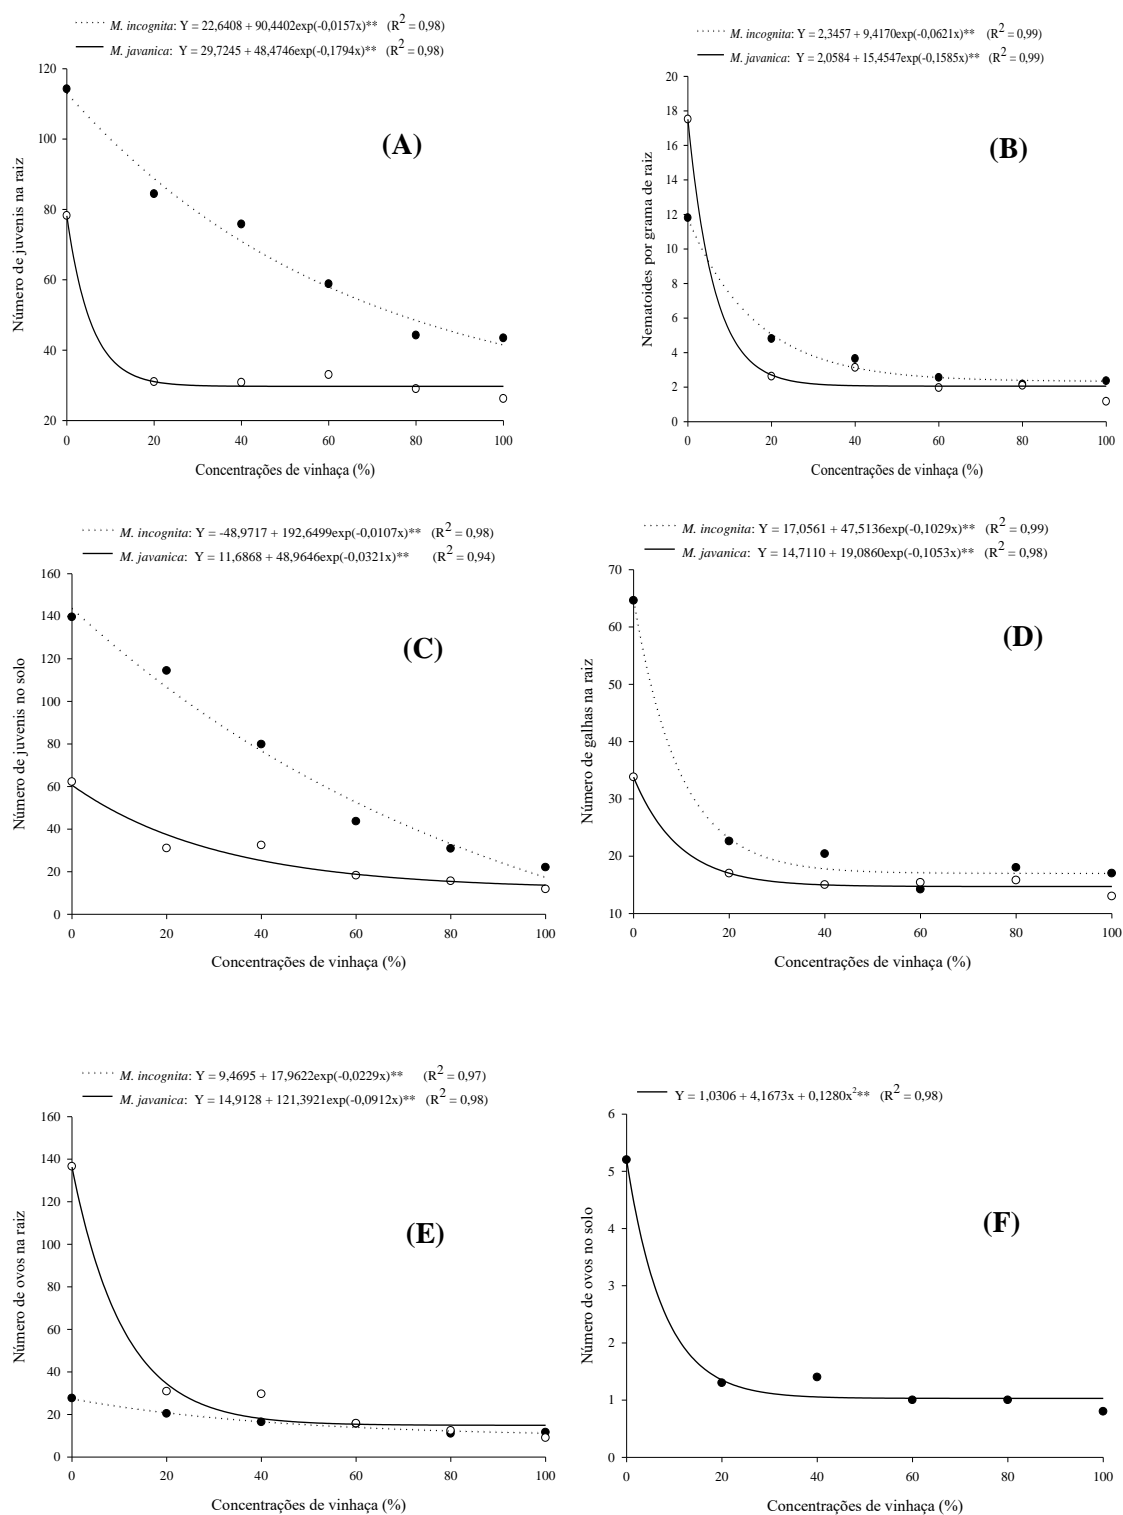 M. incognita: Y = 22,6408 + 90,4402exp(-0,0157x)** (R2 = 0,98)
M. javanica: Y = 29,7245 + 48,4746exp(-0,1794x)** (R2 = 0,98)
120
100
80
60
40
20
0 20 40 60 80 100
Número de juvenis na raiz
(A)
Concentrações de vinhaça (%)
M. incognita: Y = 2,3457 + 9,4170exp(-0,0621x)** (R2 = 0,99)
M. javanica: Y = 2,0584 + 15,4547exp(-0,1585x)** (R2 = 0,99)
20
18
16
14
12
10
8
6
4
2
0
0 20 40 60 80 100
Nematoides por grama de raiz
(B)
Concentrações de vinhaça (%)
M. incognita: Y = -48,9717 + 192,6499exp(-0,0107x)** (R2 = 0,98)
M. javanica: Y = 11,6868 + 48,9646exp(-0,0321x)** (R2 = 0,94)
160
140
120
100
80
60
40
20
0
0 20 40 60 80 100
Número de juvenis no solo
(C)
Concentrações de vinhaça (%)
M. incognita: Y = 17,0561 + 47,5136exp(-0,1029x)** (R2 = 0,99)
M. javanica: Y = 14,7110 + 19,0860exp(-0,1053x)** (R2 = 0,98)
70
60
50
40
30
20
10
0 20 40 60 80 100
Número de galhas na raiz
(D)
Concentrações de vinhaça (%)
M. incognita: Y = 9,4695 + 17,9622exp(-0,0229x)** (R2 = 0,97)
M. javanica: Y = 14,9128 + 121,3921exp(-0,0912x)** (R2 = 0,98)
160
140
120
100
80
60
40
20
0
0 20 40 60 80 100
Número de ovos na raiz
(E)
Concentrações de vinhaça (%)
Y = 1,0306 + 4,1673x + 0,1280x2** (R2 = 0,98)
6
5
4
3
2
1
0
0 20 40 60 80 100
Número de ovos no solo
(F)
Concentrações de vinhaça (%)